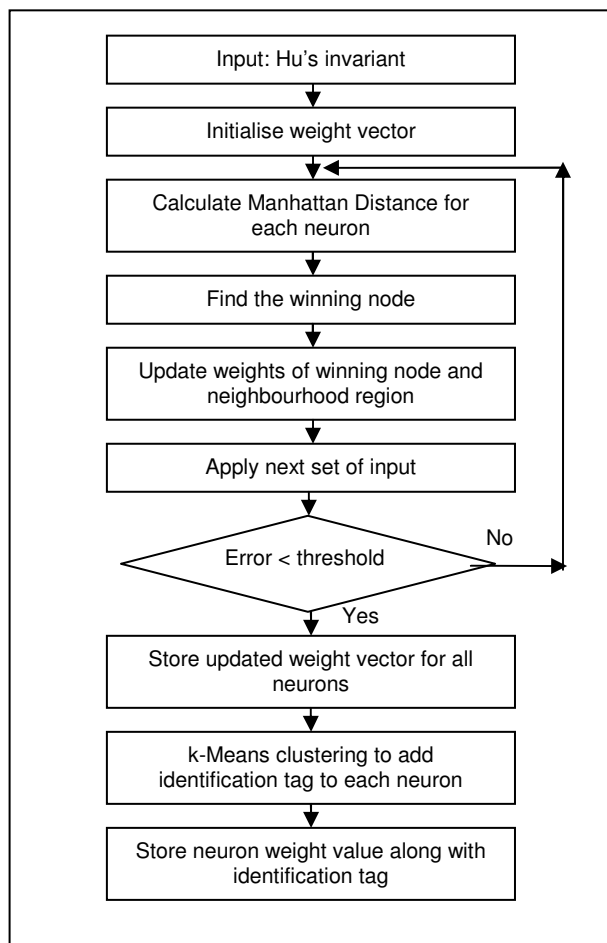 Input: Hu's invariant
Initialise weight vector
Calculate Manhattan Distance for
each neuron
Find the winning node
Update weights of winning node and
neighbourhood region
Apply next set of input
Error < threshold
No
Yes
Store updated weight vector for all
neurons
k-Means clustering to add
identification tag to each neuron
Store neuron weight value along with
identification tag